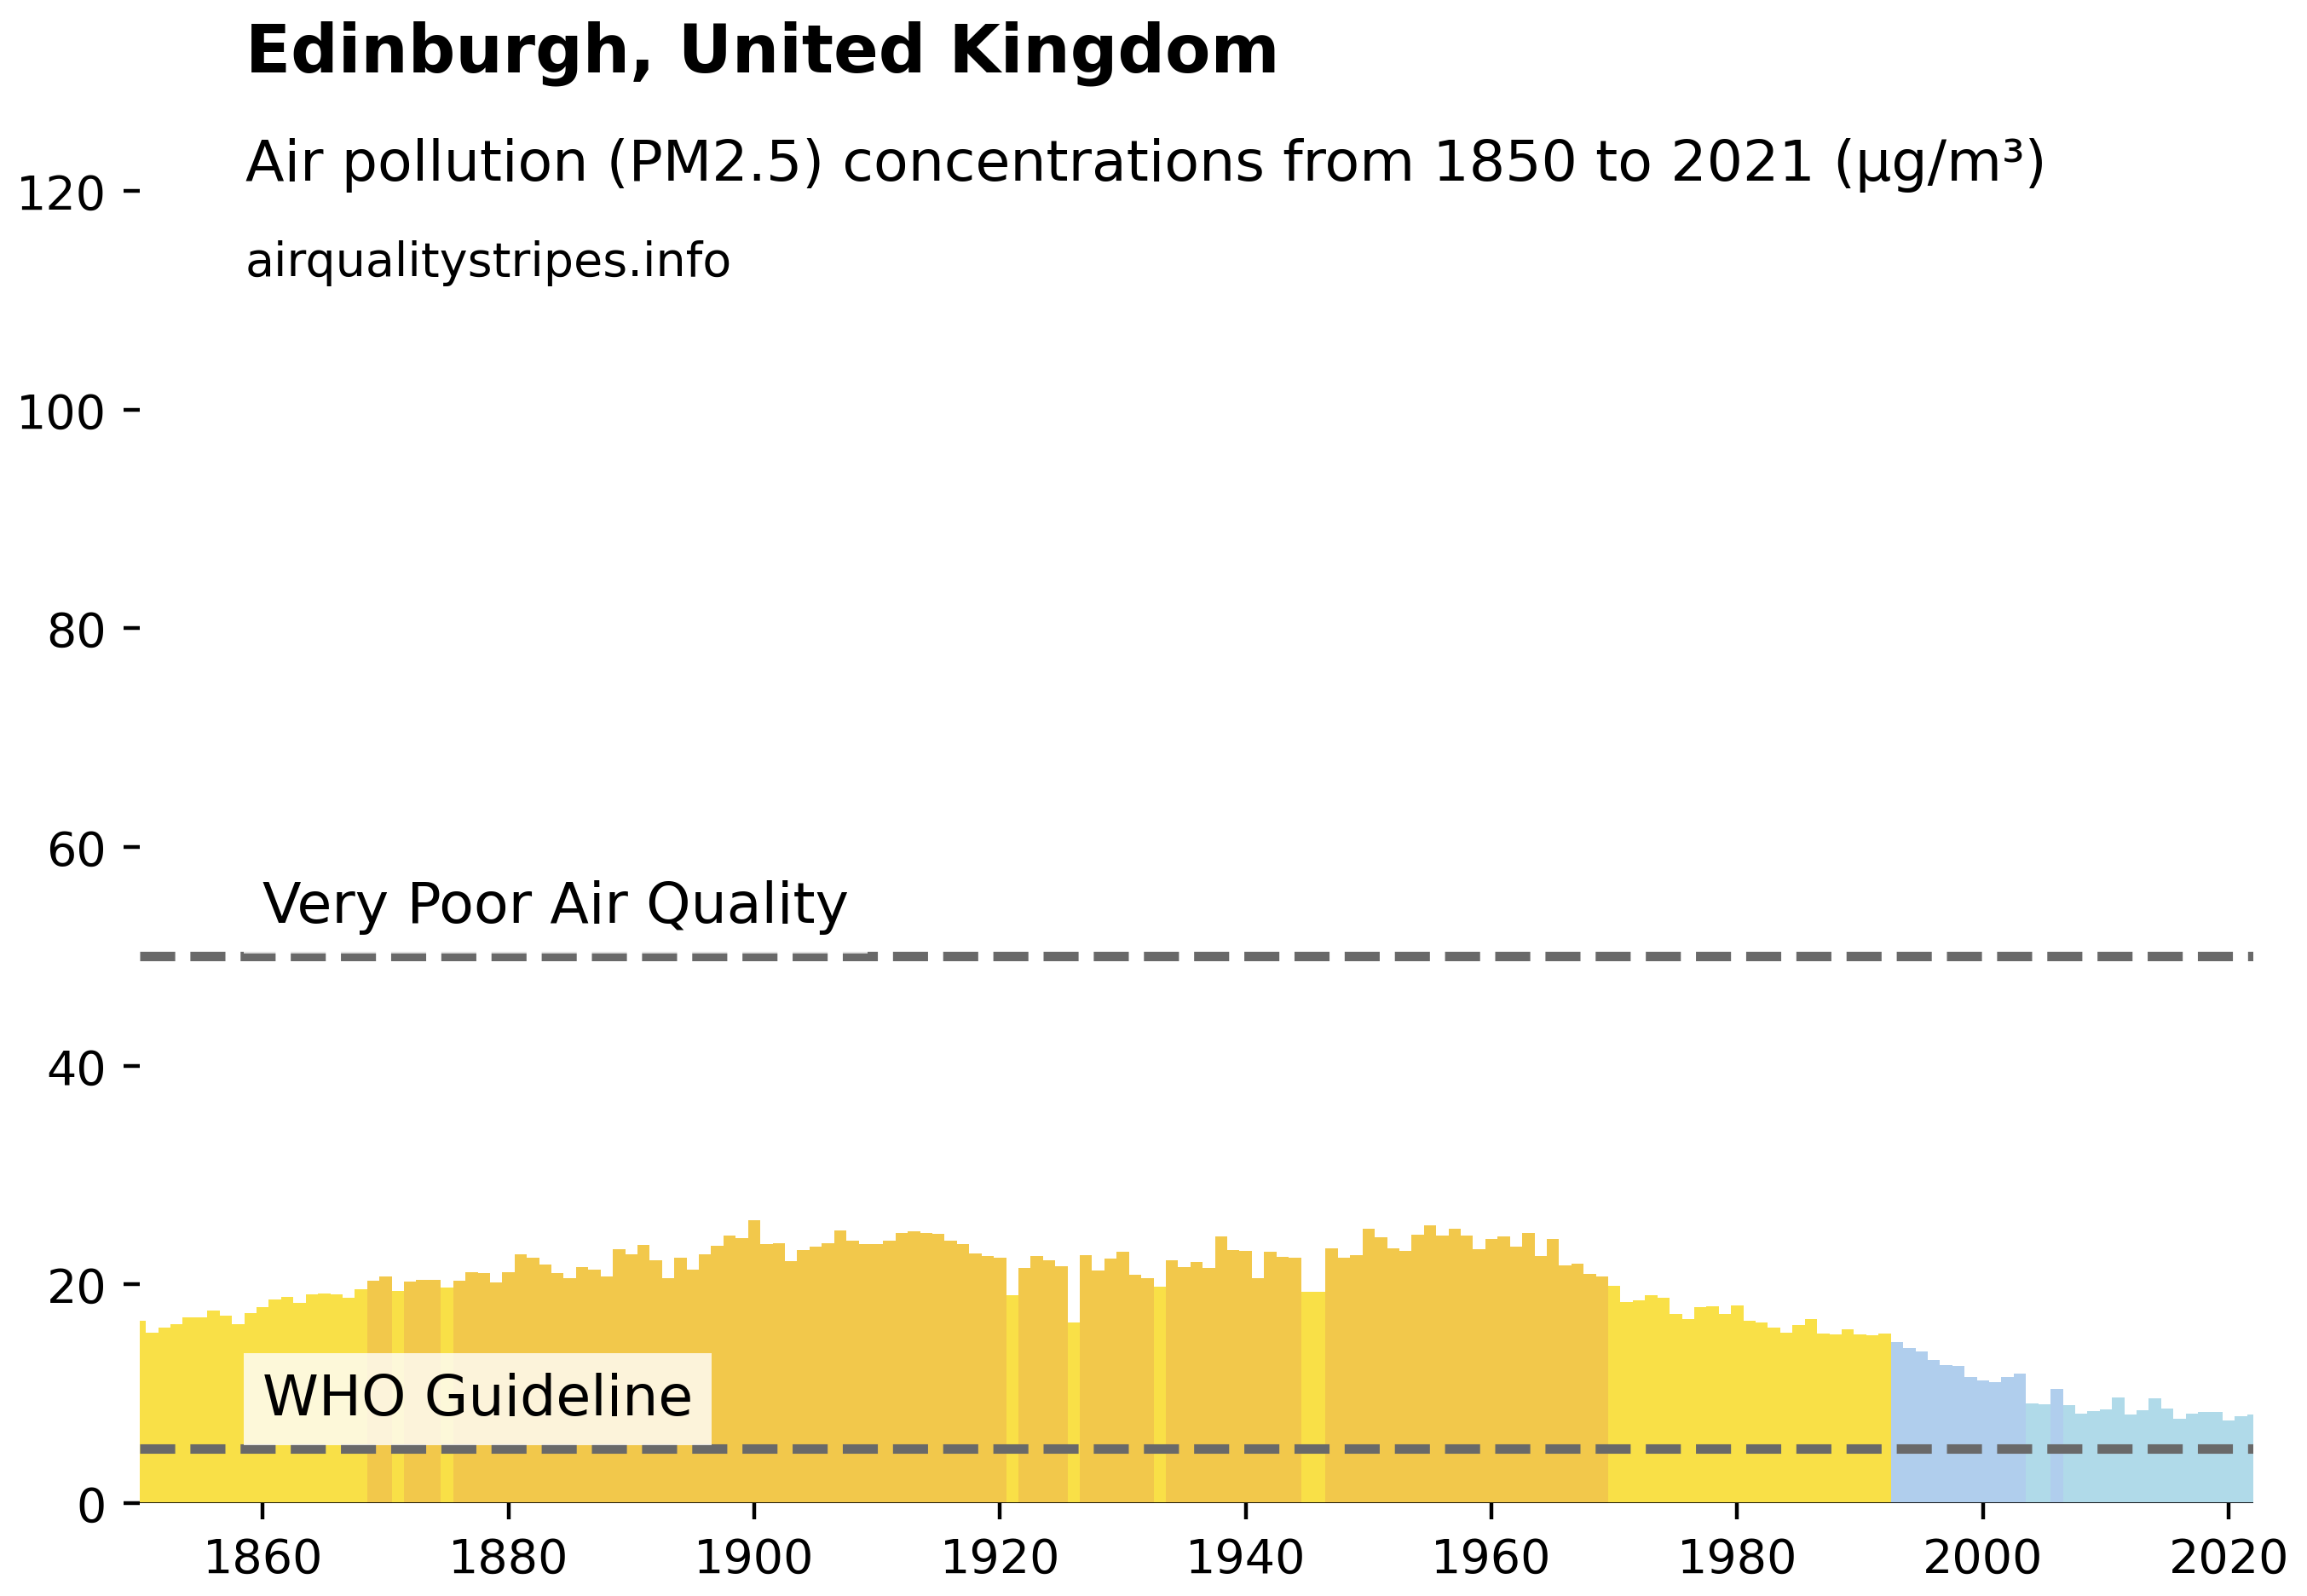 Edinburgh, United Kingdom
Air pollution (PM2.5) concentrations from 1850 to 2021 (μg/m³)
airqualitystripes.info
120
100
80
60
Very Poor Air Quality
40
20
WHO Guideline
0
1860 1880 1900 1920 1940 1960 1980 2000 2020